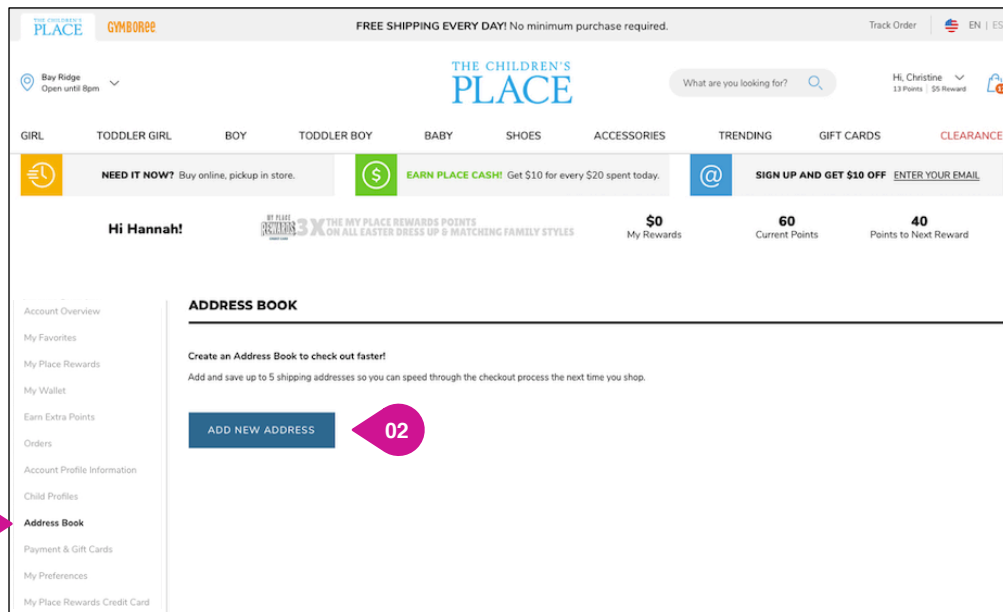 THE CHILDREN'S
PLACE
GYMBOREE
FREE SHIPPING EVERY DAY! No minimum purchase required.
Track Order
EN | ES
Bay Ridge
Open until 8pm
THE CHILDREN'S
PLACE
What are you looking for?
Hi, Christine
13 Points | $5 Reward
GIRL TODDLER GIRL BOY TODDLER BOY BABY SHOES ACCESSORIES TRENDING GIFT CARDS CLEARANCE
NEED IT NOW? Buy online, pickup in store.
$ EARN PLACE CASH! Get $10 for every $20 spent today.
@ SIGN UP AND GET $10 OFF ENTER YOUR EMAIL
Hi Hannah!
MY PLACE
REWARDS
3X THE MY PLACE REWARDS POINTS
ON ALL EASTER DRESS UP & MATCHING FAMILY STYLES
$0
My Rewards
60
Current Points
40
Points to Next Reward
Account Overview
My Favorites
My Place Rewards
My Wallet
Earn Extra Points
Orders
Account Profile Information
Child Profiles
Address Book
Payment & Gift Cards
My Preferences
My Place Rewards Credit Card
ADDRESS BOOK
Create an Address Book to check out faster!
Add and save up to 5 shipping addresses so you can speed through the checkout process the next time you shop.
ADD NEW ADDRESS
02